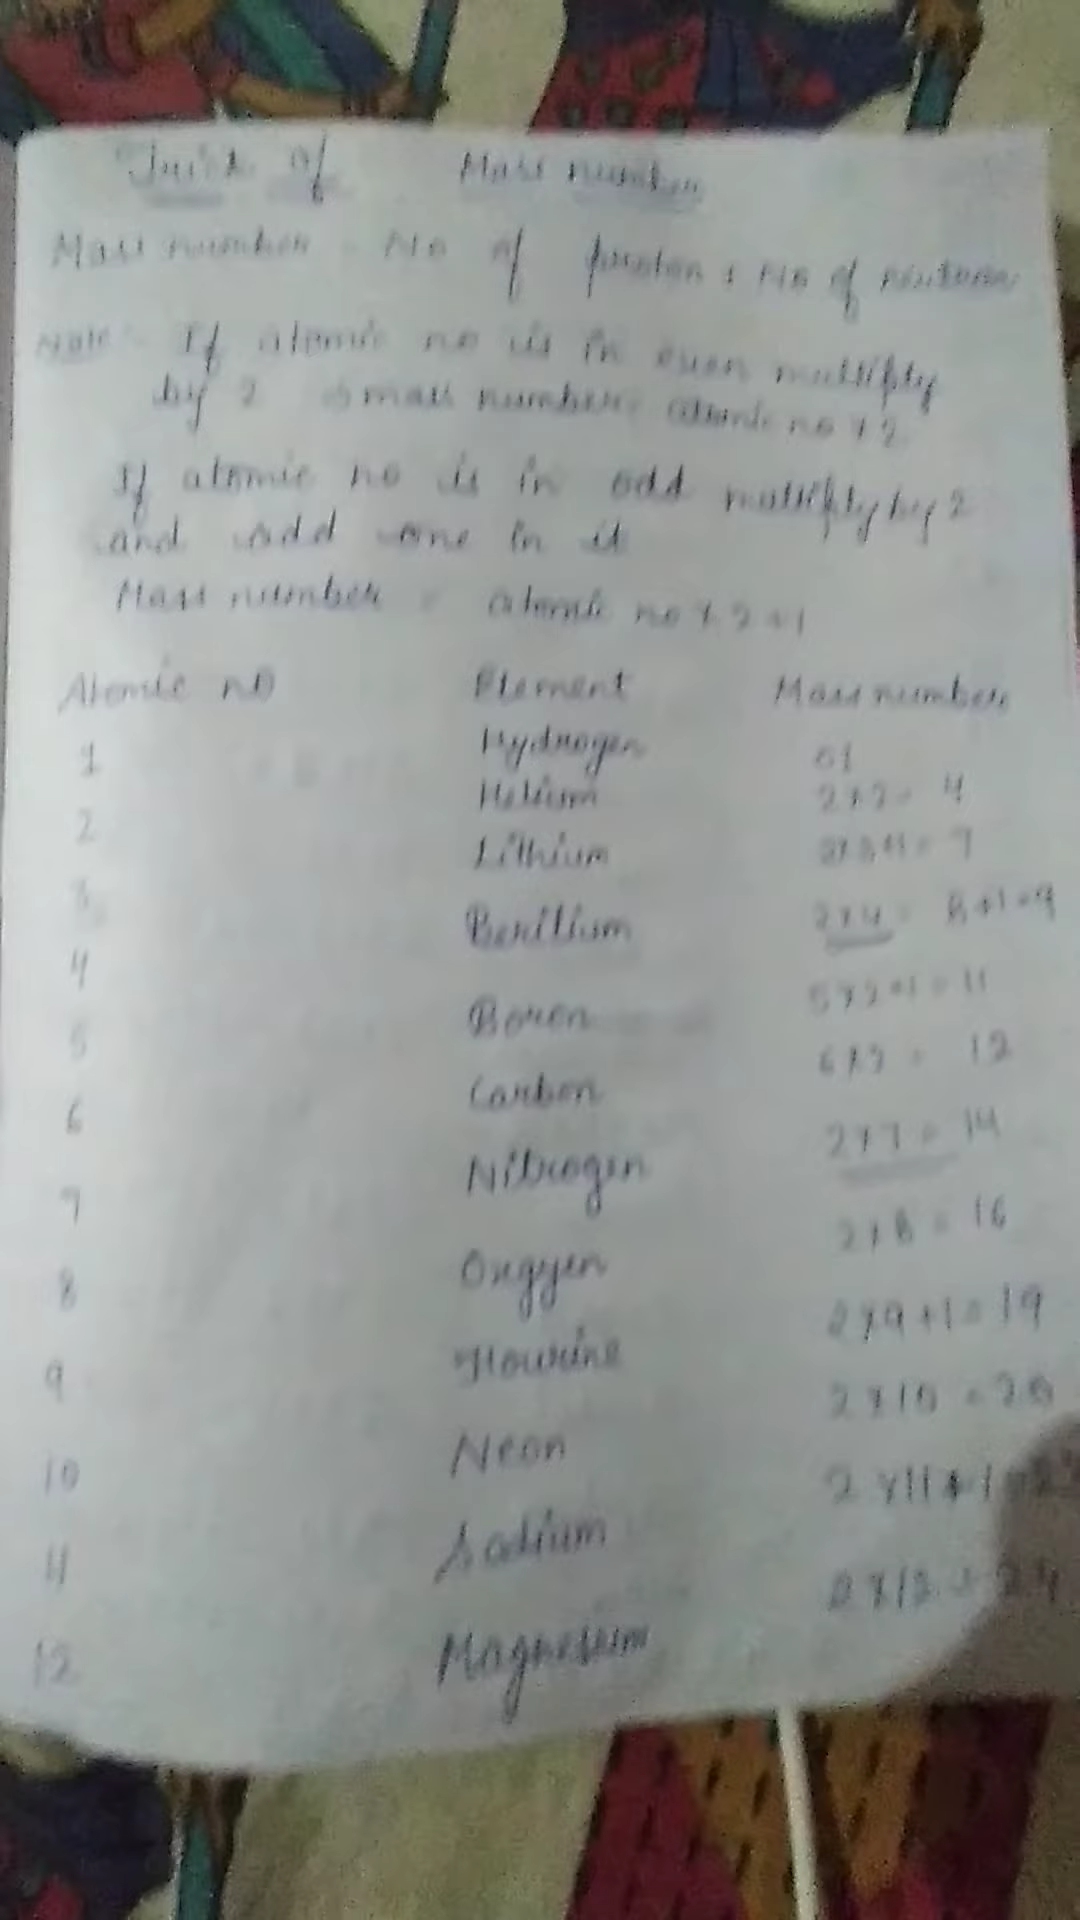 Trick of Mass number
Mass number = No of proton + No of neutron
Note:- If atomic no is in even multiply
by 2 mass number = atomic no × 2
If atomic no is in odd multiply by 2
and add one in it
Mass number = atomic no × 2 + 1
Atomic no Element Mass number
1 Hydrogen 01
2 Helium 2×2= 4
3 Lithium 2×3+1= 7
4 Berillium 2×4= 8+1=9
5 Boren 5×2+1=11
6 Carbon 6×2= 12
7 Nitrogen 2×7= 14
8 Oxgyen 2×8= 16
9 Flourine 2×9+1=19
10 Neon 2×10 =20
11 Sodium 2×11+1=
12 Magnesium 2×12=24